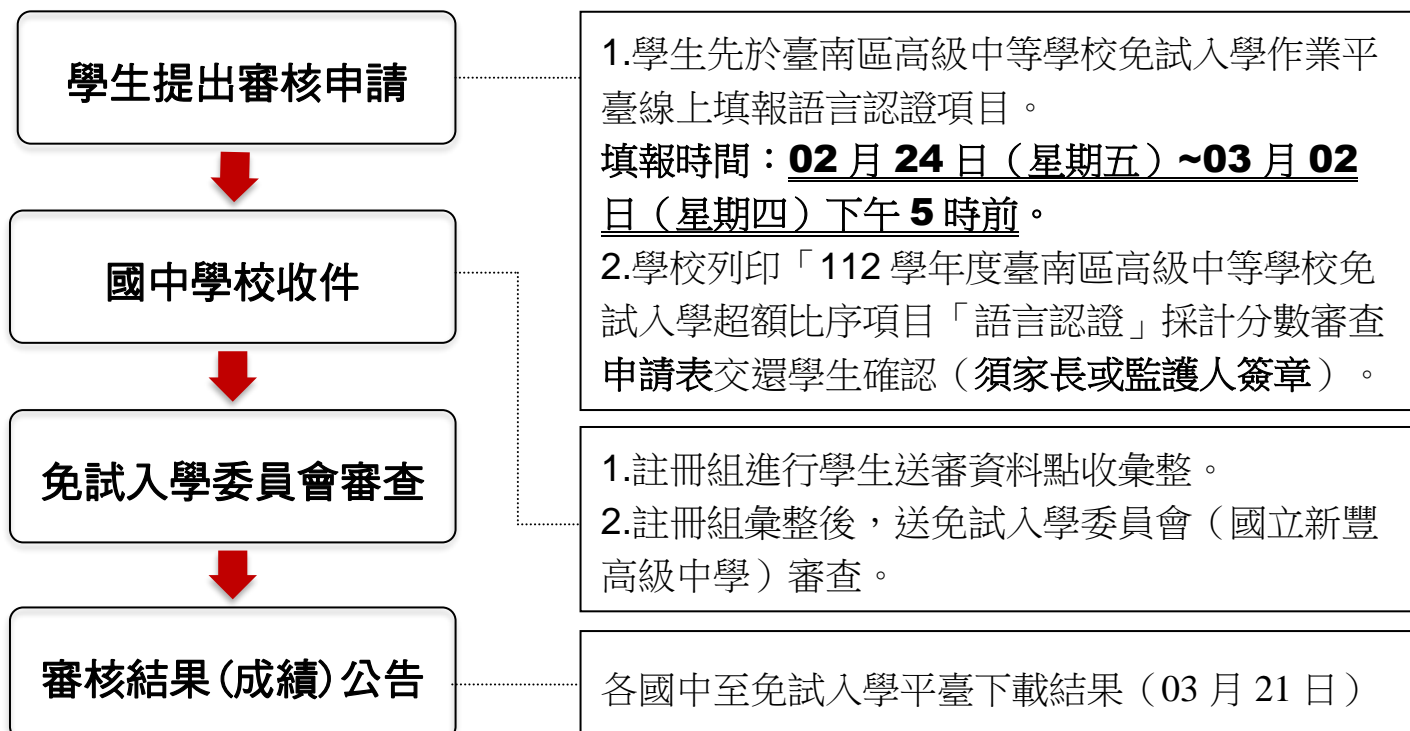 學生提出審核申請
1.學生先於臺南區高級中等學校免試入學作業平
臺線上填報語言認證項目。
填報時間：02 月 24 日（星期五）~03 月 02
日（星期四）下午 5 時前。
2.學校列印「112 學年度臺南區高級中等學校免
試入學超額比序項目「語言認證」採計分數審查
申請表交還學生確認（須家長或監護人簽章）。
國中學校收件
1.註冊組進行學生送審資料點收彙整。
2.註冊組彙整後，送免試入學委員會（國立新豐
高級中學）審查。
免試入學委員會審查
審核結果(成績)公告
各國中至免試入學平臺下載結果（03 月 21 日）